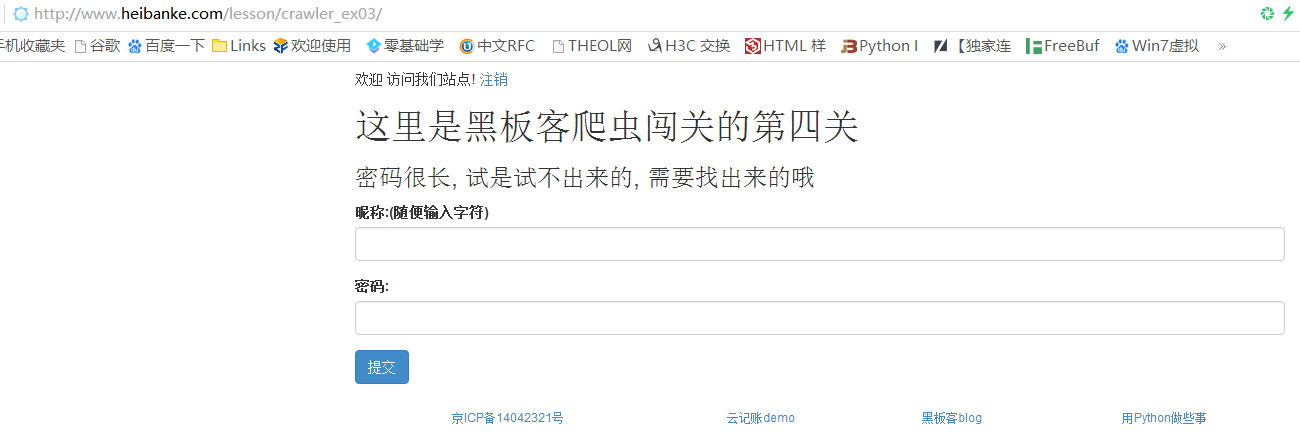 http://www.heibanke.com/lesson/crawler_ex03/
手机收藏夹 谷歌 百度一下 Links 欢迎使用 零基础学 中文RFC THEOL网 H3C 交换 HTML 样 Python I 【独家连 FreeBuf Win7虚拟 »
欢迎 访问我们站点! 注销
这里是黑板客爬虫闯关的第四关
密码很长, 试是试不出来的, 需要找出来的哦
昵称:(随便输入字符)
密码:
提交
京ICP备14042321号 云记账demo 黑板客blog 用Python做些事